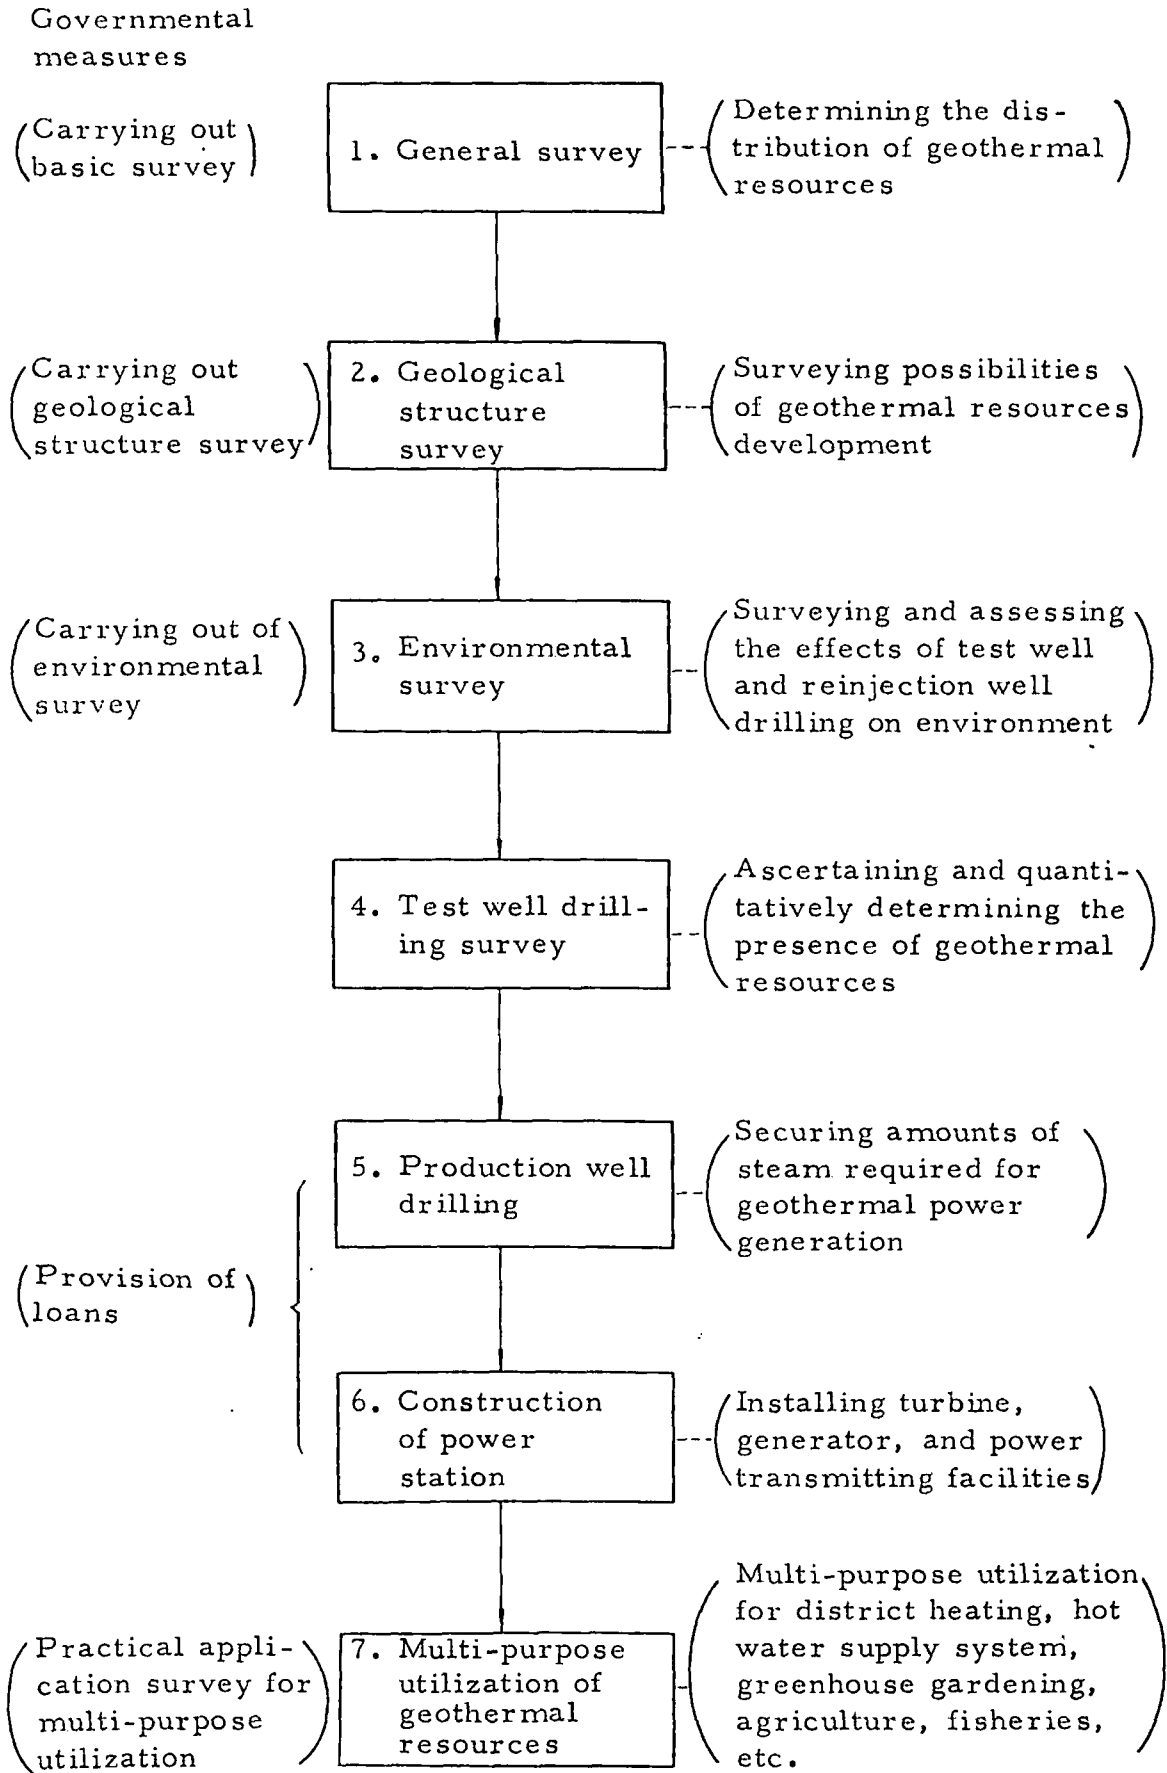 Governmental
measures
(Carrying out
basic survey)
1. General survey
(Determining the dis-
tribution of geothermal
resources)
(Carrying out
geological
structure survey)
2. Geological
structure
survey
(Surveying possibilities
of geothermal resources
development)
(Carrying out of
environmental
survey)
3. Environmental
survey
(Surveying and assessing
the effects of test well
and reinjection well
drilling on environment)
4. Test well drill-
ing survey
(Ascertaining and quanti-
tatively determining the
presence of geothermal
resources)
(Provision of
loans)
5. Production well
drilling
(Securing amounts of
steam required for
geothermal power
generation)
6. Construction
of power
station
(Installing turbine,
generator, and power
transmitting facilities)
(Practical appli-
cation survey for
multi-purpose
utilization)
7. Multi-purpose
utilization of
geothermal
resources
(Multi-purpose utilization
for district heating, hot
water supply system,
greenhouse gardening,
agriculture, fisheries,
etc.)